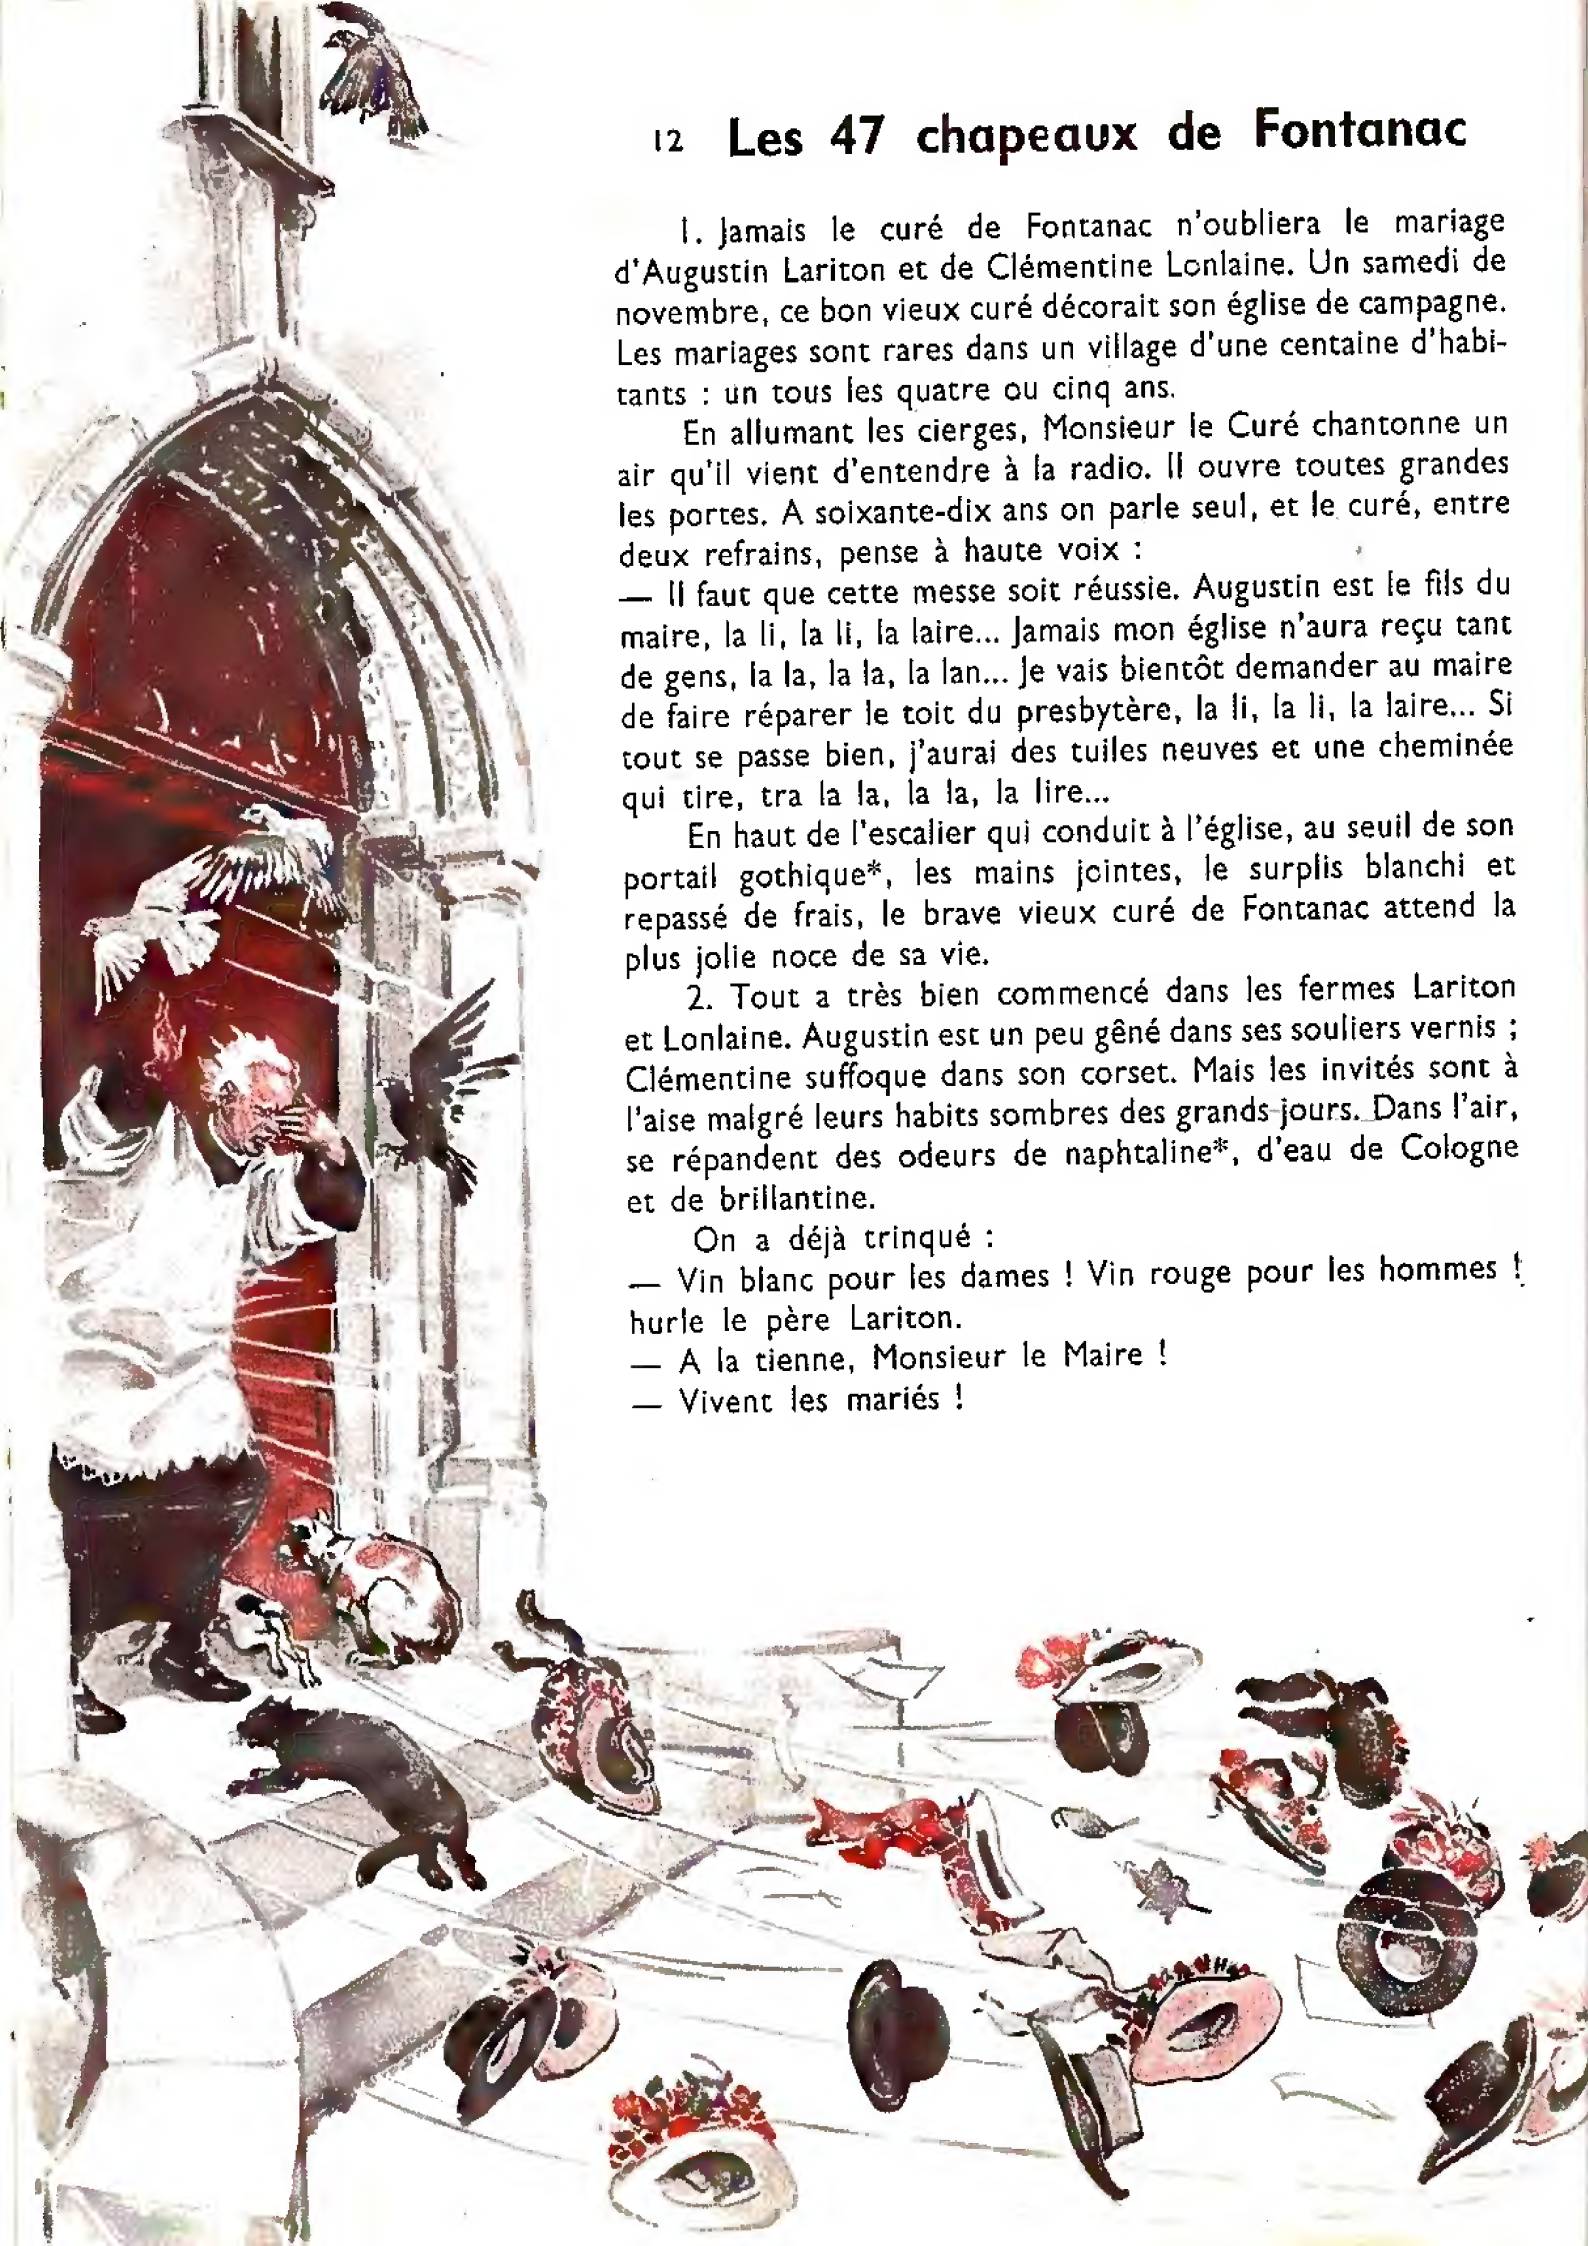 12 Les 47 chapeaux de Fontanac
1. Jamais le curé de Fontanac n'oubliera le mariage
d'Augustin Lariton et de Clémentine Lonlaine. Un samedi de
novembre, ce bon vieux curé décorait son église de campagne.
Les mariages sont rares dans un village d'une centaine d'habi-
tants : un tous les quatre ou cinq ans.
En allumant les cierges, Monsieur le Curé chantonne un
air qu'il vient d'entendre à la radio. Il ouvre toutes grandes
les portes. A soixante-dix ans on parle seul, et le curé, entre
deux refrains, pense à haute voix :
— Il faut que cette messe soit réussie. Augustin est le fils du
maire, la li, la li, la laire... Jamais mon église n'aura reçu tant
de gens, la la, la la, la lan... Je vais bientôt demander au maire
de faire réparer le toit du presbytère, la li, la li, la laire... Si
tout se passe bien, j'aurai des tuiles neuves et une cheminée
qui tire, tra la la, la la, la lire...
En haut de l'escalier qui conduit à l'église, au seuil de son
portail gothique*, les mains jointes, le surplis blanchi et
repassé de frais, le brave vieux curé de Fontanac attend la
plus jolie noce de sa vie.
2. Tout a très bien commencé dans les fermes Lariton
et Lonlaine. Augustin est un peu gêné dans ses souliers vernis ;
Clémentine suffoque dans son corset. Mais les invités sont à
l'aise malgré leurs habits sombres des grands jours. Dans l'air,
se répandent des odeurs de naphtaline*, d'eau de Cologne
et de brillantine.
On a déjà trinqué :
— Vin blanc pour les dames ! Vin rouge pour les hommes !
hurle le père Lariton.
— A la tienne, Monsieur le Maire !
— Vivent les mariés !